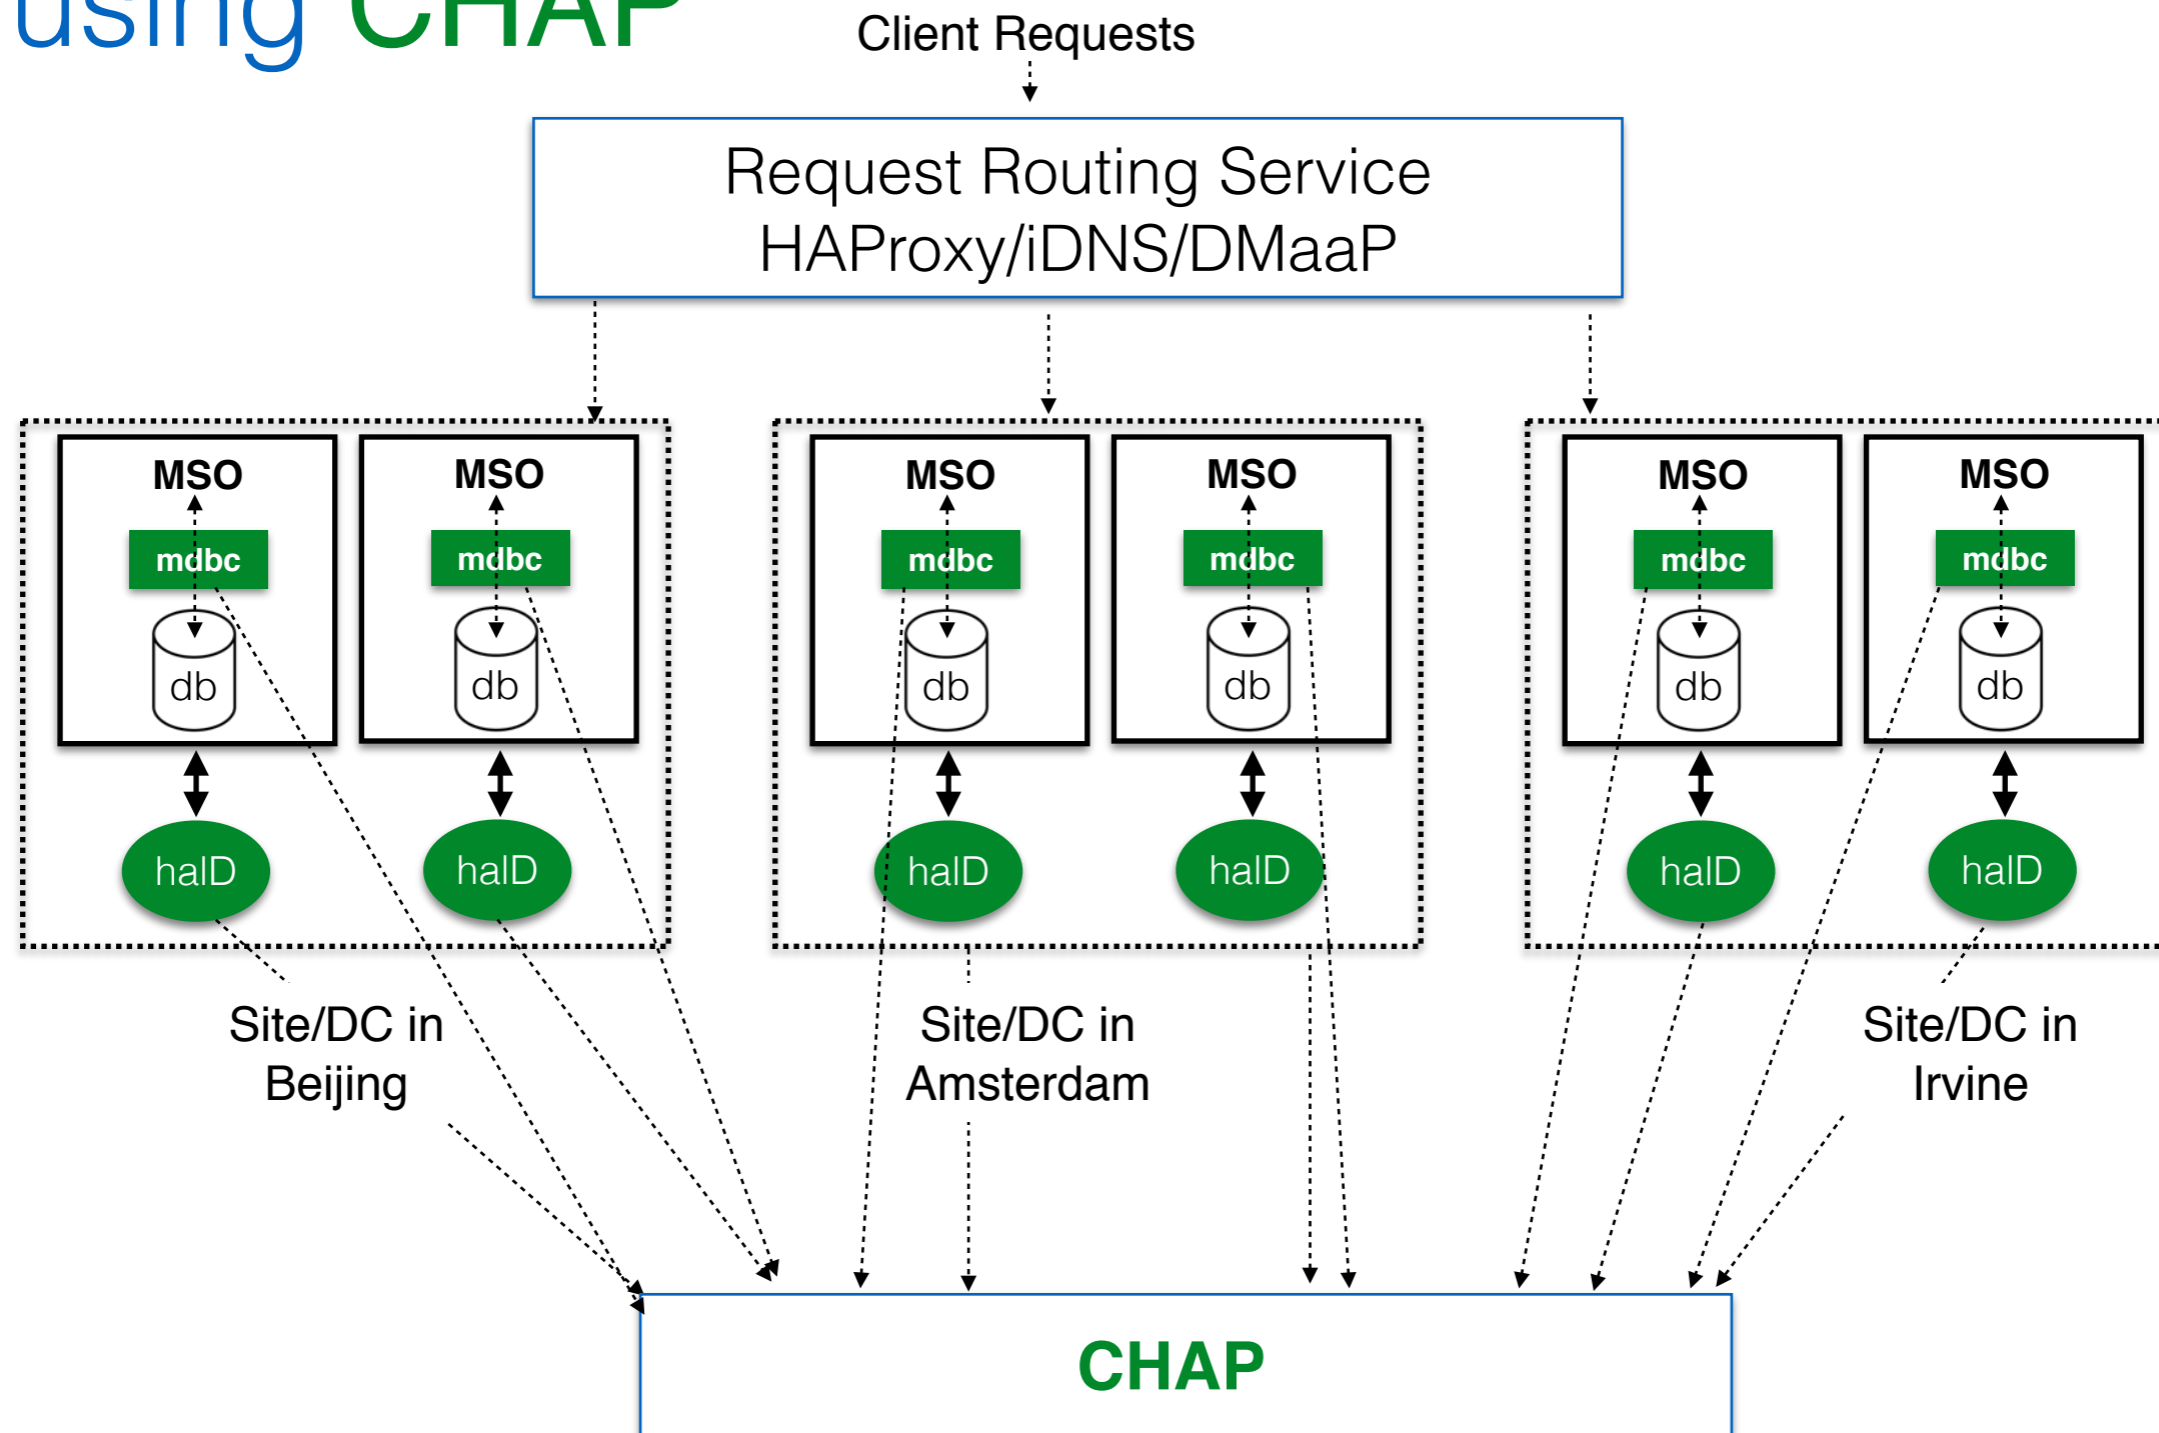 using CHAP
Client Requests
Request Routing Service
HAProxy/iDNS/DMaaP
MSO
mdbc
db
halD
MSO
mdbc
db
halD
Site/DC in
Beijing
MSO
mdbc
db
halD
MSO
mdbc
db
halD
Site/DC in
Amsterdam
MSO
mdbc
db
halD
MSO
mdbc
db
halD
Site/DC in
Irvine
CHAP